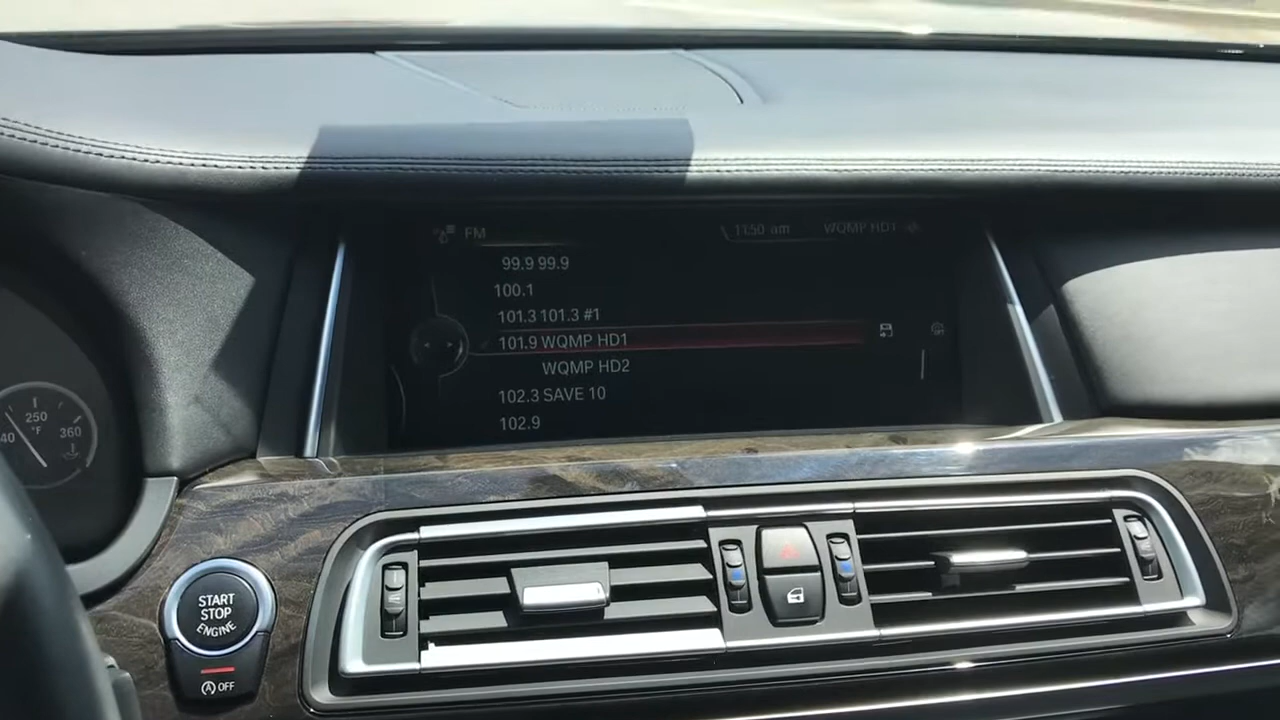 FM
11:50 am
WQMP HD1
99.9 99.9
100.1
101.3 101.3 #1
101.9 WQMP HD1
WQMP HD2
102.3 SAVE 10
102.9
250
°F
40
360
START
STOP
ENGINE
A OFF